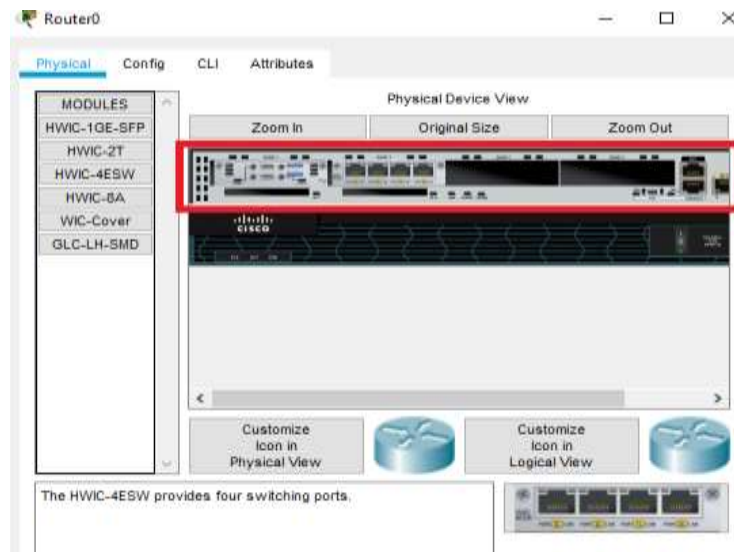 Router0
Physical Config CLI Attributes
MODULES
HWIC-1GE-SFP
HWIC-2T
HWIC-4ESW
HWIC-8A
WIC-Cover
GLC-LH-SMD
Physical Device View
Zoom In Original Size Zoom Out
CISCO
Customize
Icon in
Physical View
Customize
Icon in
Logical View
The HWIC-4ESW provides four switching ports.